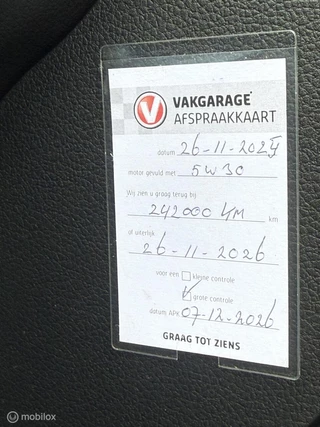 VAKGARAGE
AFSPRAAKKAART
datum 26-11-2024
motor gevuld met 5W30
Wij zien u graag terug bij
242000 KM km
of uiterlijk
26-11-2026
voor een kleine controle
grote controle
datum APK 07-12-2026
GRAAG TOT ZIENS
© mobilox